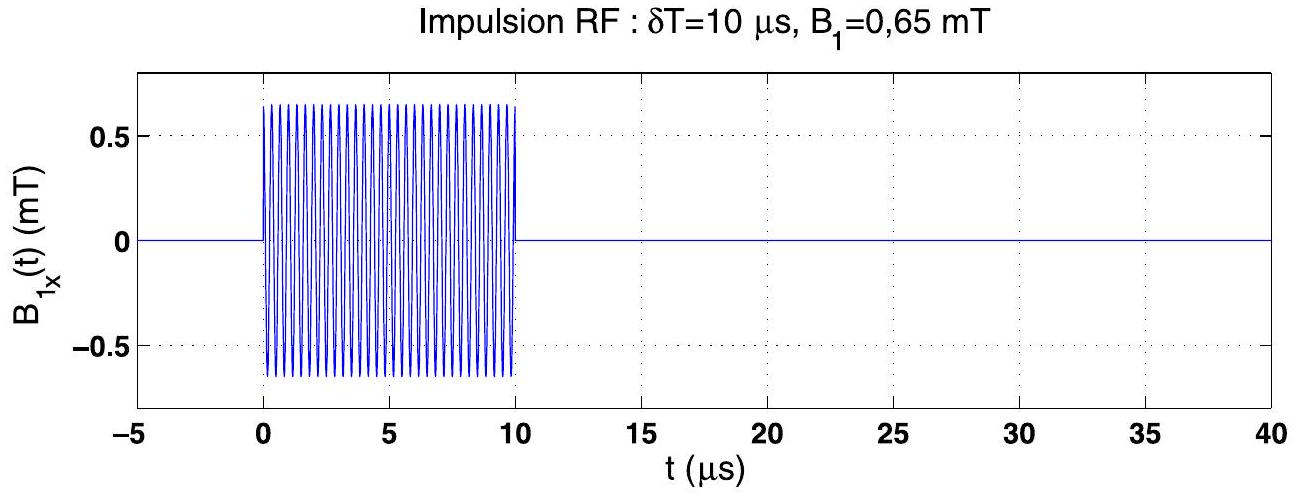 Impulsion RF : δT=10 μs, B1=0,65 mT
B1x(t) (mT)
0.5
0
−0.5
−5 0 5 10 15 20 25 30 35 40
t (μs)